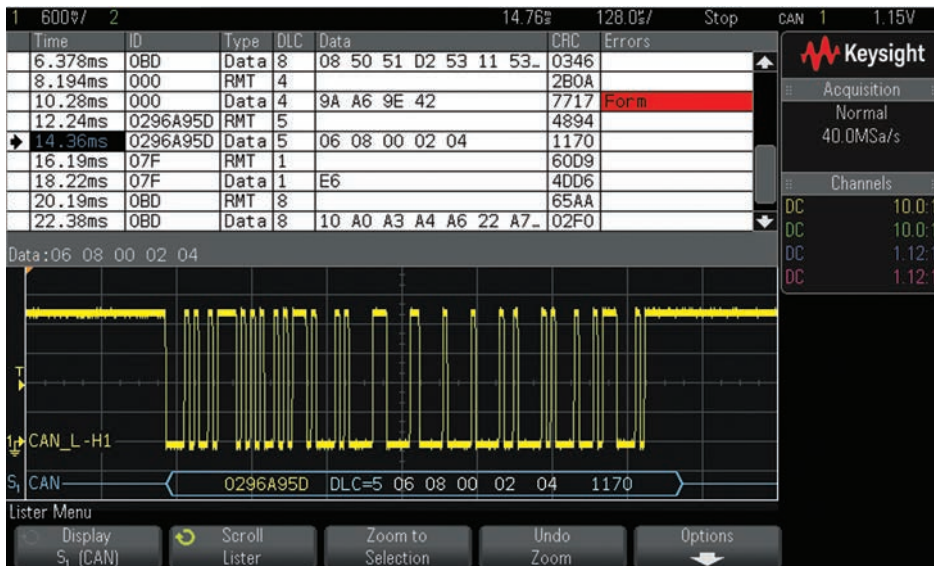 1 600㎷/ 2 14.76㎳ 128.0㎲/ Stop CAN 1 1.15V
Time ID Type DLC Data CRC Errors
6.378ms 0BD Data 8 08 50 51 D2 53 11 53… 0346
8.194ms 000 RMT 4 2B0A
10.28ms 000 Data 4 9A A6 9E 42 7717 Form
12.24ms 0296A95D RMT 5 4894
14.36ms 0296A95D Data 5 06 08 00 02 04 1170
16.19ms 07F RMT 1 60D9
18.22ms 07F Data 1 E6 4DD6
20.19ms 0BD RMT 8 65AA
22.38ms 0BD Data 8 10 A0 A3 A4 A6 22 A7… 02F0
Data:06 08 00 02 04
Keysight
Acquisition
Normal
40.0MSa/s
Channels
DC 10.0:
DC 10.0:
DC 1.12:
DC 1.12:
T
1 CAN_L-H1
S1 CAN 0296A95D DLC=5 06 08 00 02 04 1170
Lister Menu
Display
S1 (CAN)
Scroll
Lister
Zoom to
Selection
Undo
Zoom
Options